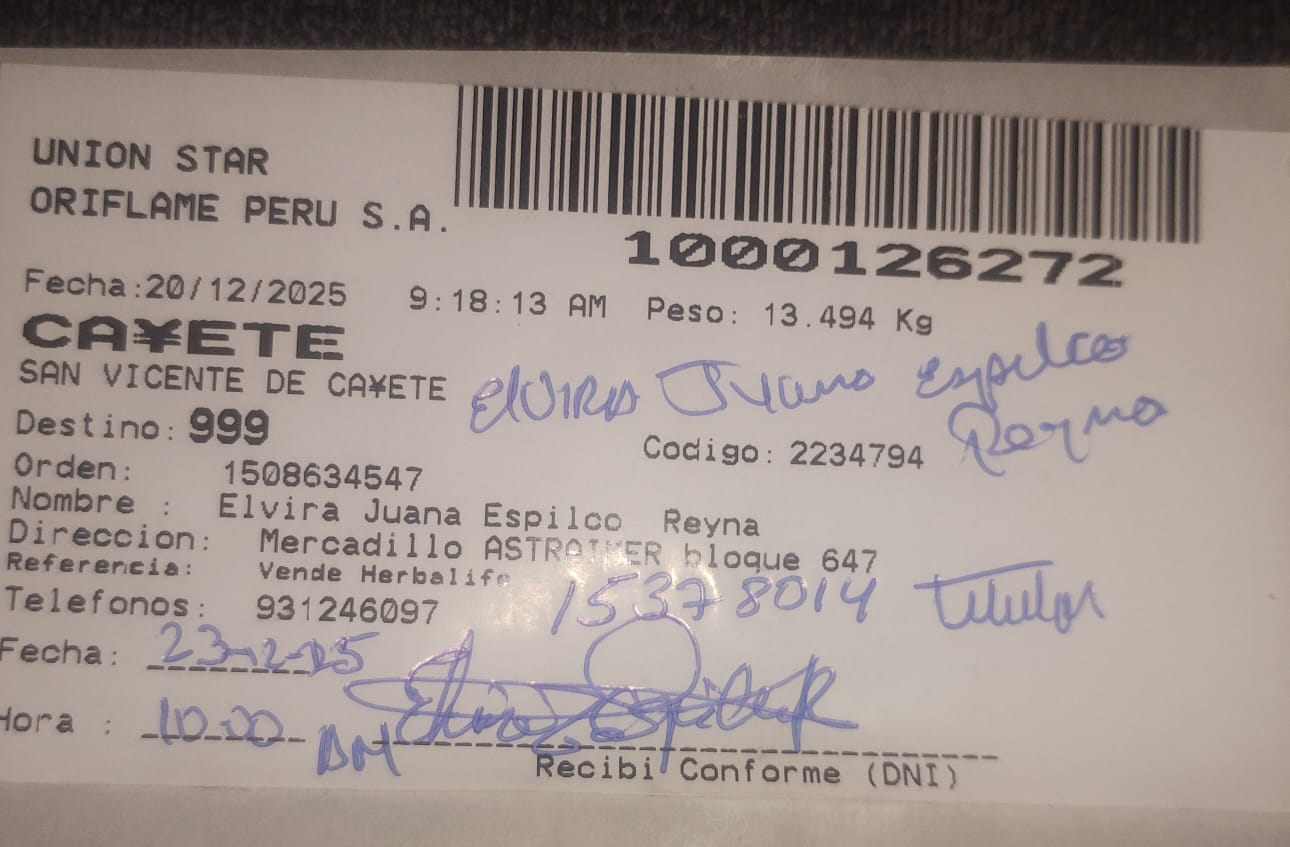 UNION STAR
ORIFLAME PERU S.A.
1000126272
Fecha:20/12/2025 9:18:13 AM Peso: 13.494 Kg
CA¥ETE
SAN VICENTE DE CA¥ETE
Elvira Juana Espilco
Reyna
Destino: 999
Codigo: 2234794
Orden: 1508634547
Nombre : Elvira Juana Espilco Reyna
Direccion: Mercadillo bloque 647
Referencia: Vende Herbalife
Telefonos: 931246097
15378014 titular
Fecha: 23-12-25
Hora : 10.00 AM
Recibi Conforme (DNI)